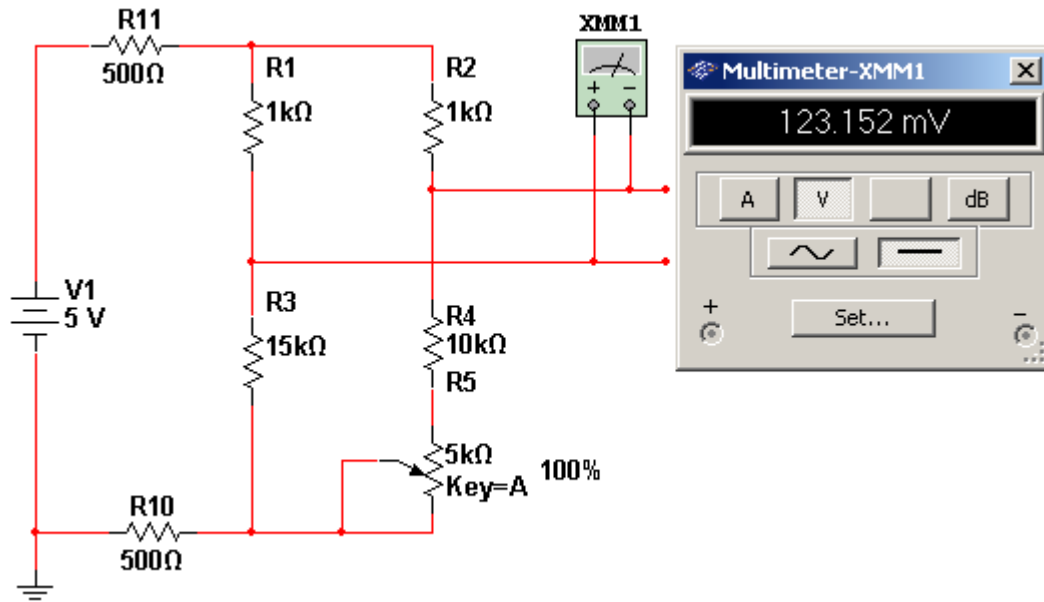 R11
500Ω
R1
1kΩ
R2
1kΩ
XMM1
+ −
Multimeter-XMM1
123.152 mV
A V dB
Set...
+ −
V1
5 V
R3
15kΩ
R4
10kΩ
R5
5kΩ
Key=A
100%
R10
500Ω